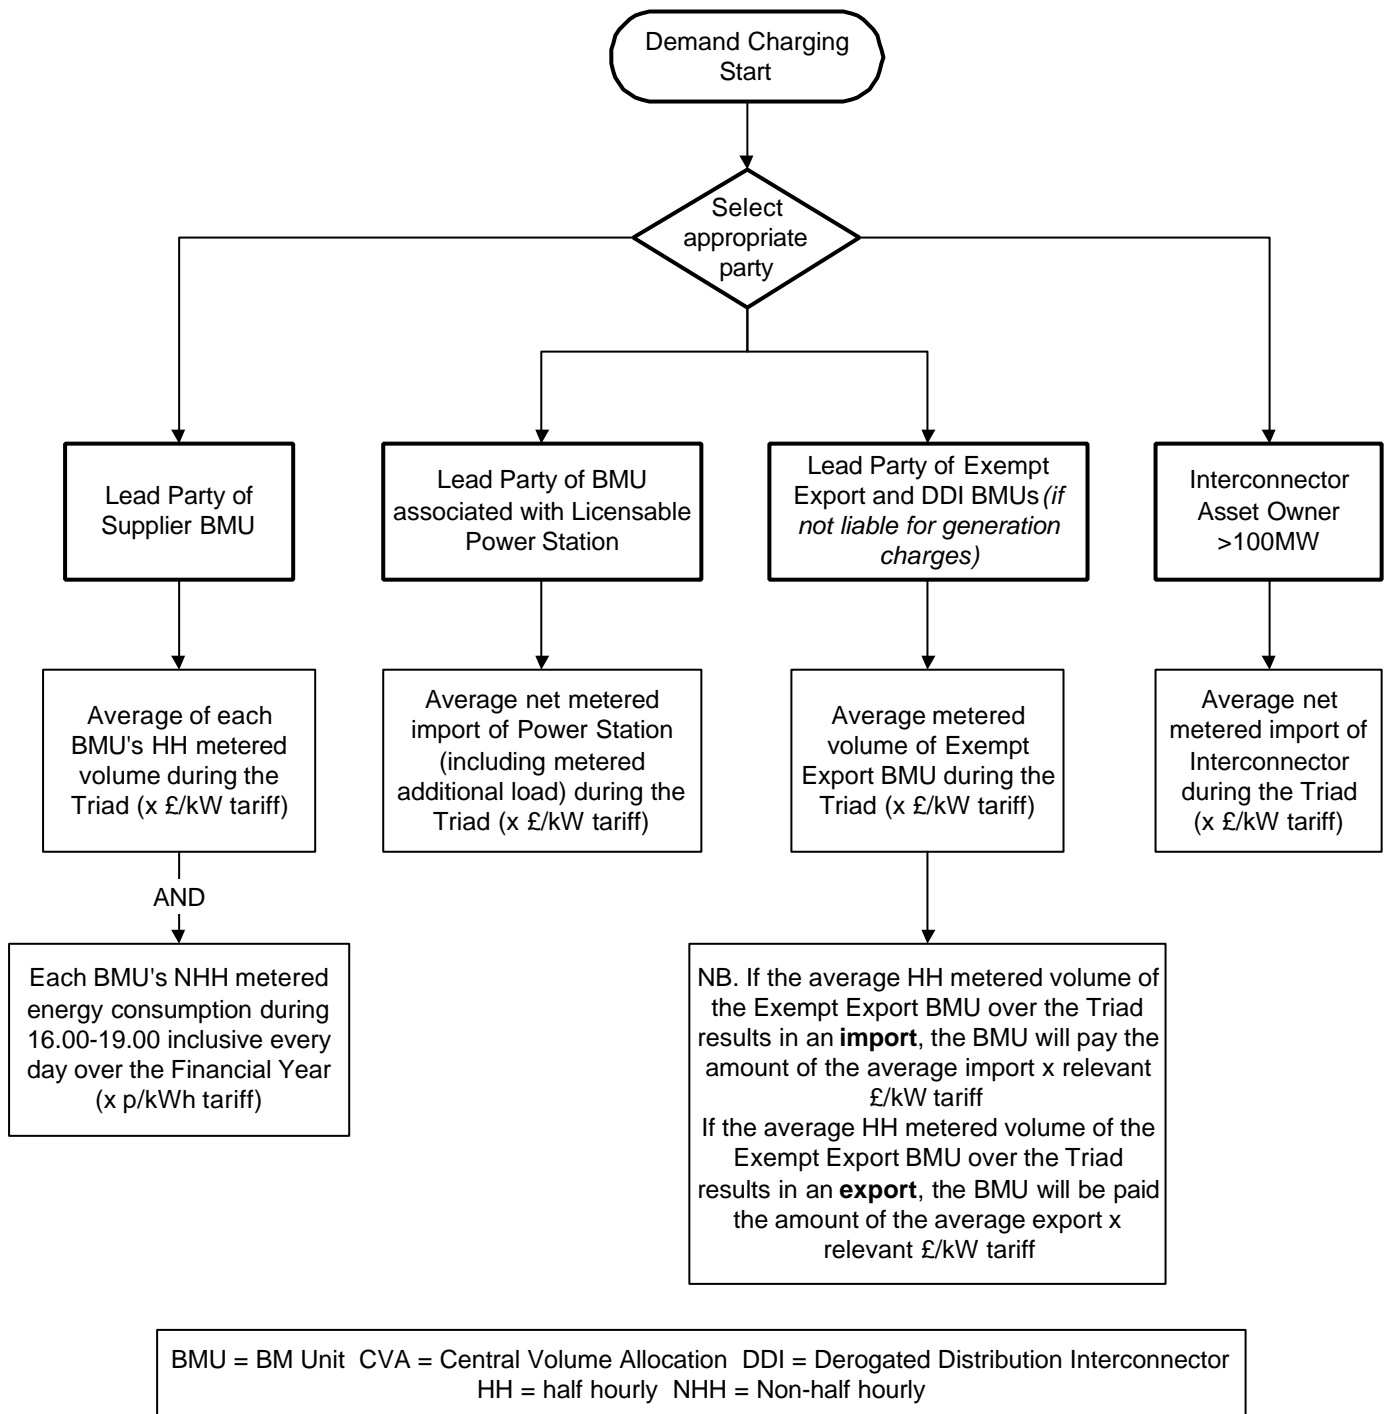 Demand Charging
Start
Select
appropriate
party
Lead Party of
Supplier BMU
Lead Party of BMU
associated with Licensable
Power Station
Lead Party of Exempt
Export and DDI BMUs (if
not liable for generation
charges)
Interconnector
Asset Owner
>100MW
Average of each
BMU's HH metered
volume during the
Triad (x £/kW tariff)
Average net metered
import of Power Station
(including metered
additional load) during the
Triad (x £/kW tariff)
Average metered
volume of Exempt
Export BMU during the
Triad (x £/kW tariff)
Average net
metered import of
Interconnector
during the Triad
(x £/kW tariff)
AND
Each BMU's NHH metered
energy consumption during
16.00-19.00 inclusive every
day over the Financial Year
(x p/kWh tariff)
NB. If the average HH metered volume of
the Exempt Export BMU over the Triad
results in an import, the BMU will pay the
amount of the average import x relevant
£/kW tariff
If the average HH metered volume of the
Exempt Export BMU over the Triad
results in an export, the BMU will be paid
the amount of the average export x
relevant £/kW tariff
BMU = BM Unit  CVA = Central Volume Allocation  DDI = Derogated Distribution Interconnector
HH = half hourly  NHH = Non-half hourly